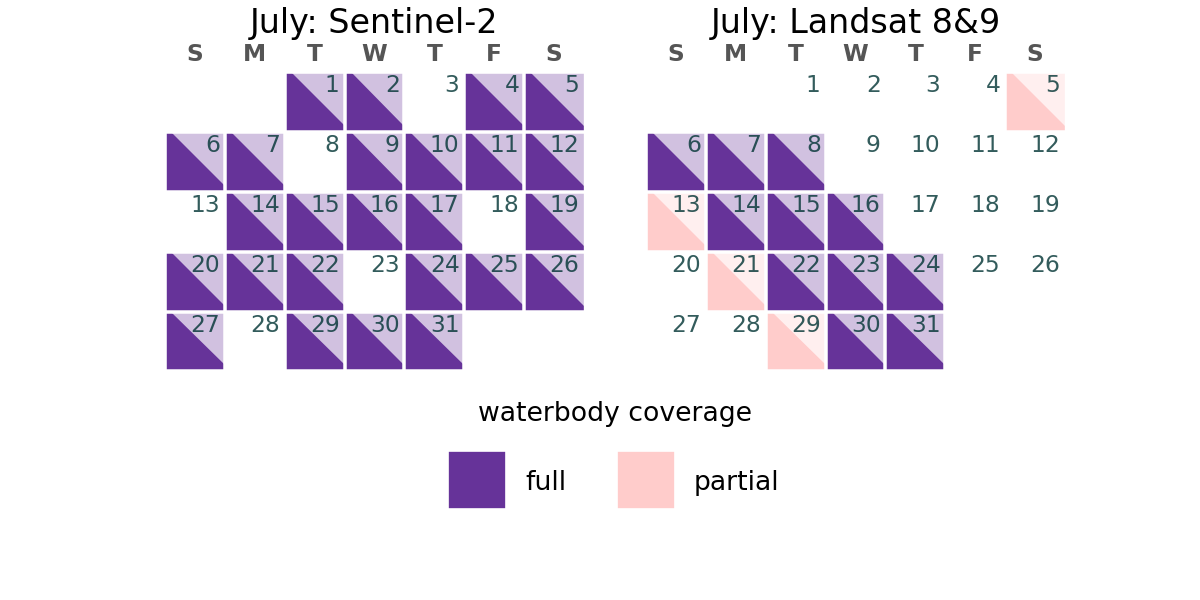 July: Sentinel-2
S M T W T F S
1 2 3 4 5
6 7 8 9 10 11 12
13 14 15 16 17 18 19
20 21 22 23 24 25 26
27 28 29 30 31
July: Landsat 8&9
S M T W T F S
1 2 3 4 5
6 7 8 9 10 11 12
13 14 15 16 17 18 19
20 21 22 23 24 25 26
27 28 29 30 31
waterbody coverage
full
partial